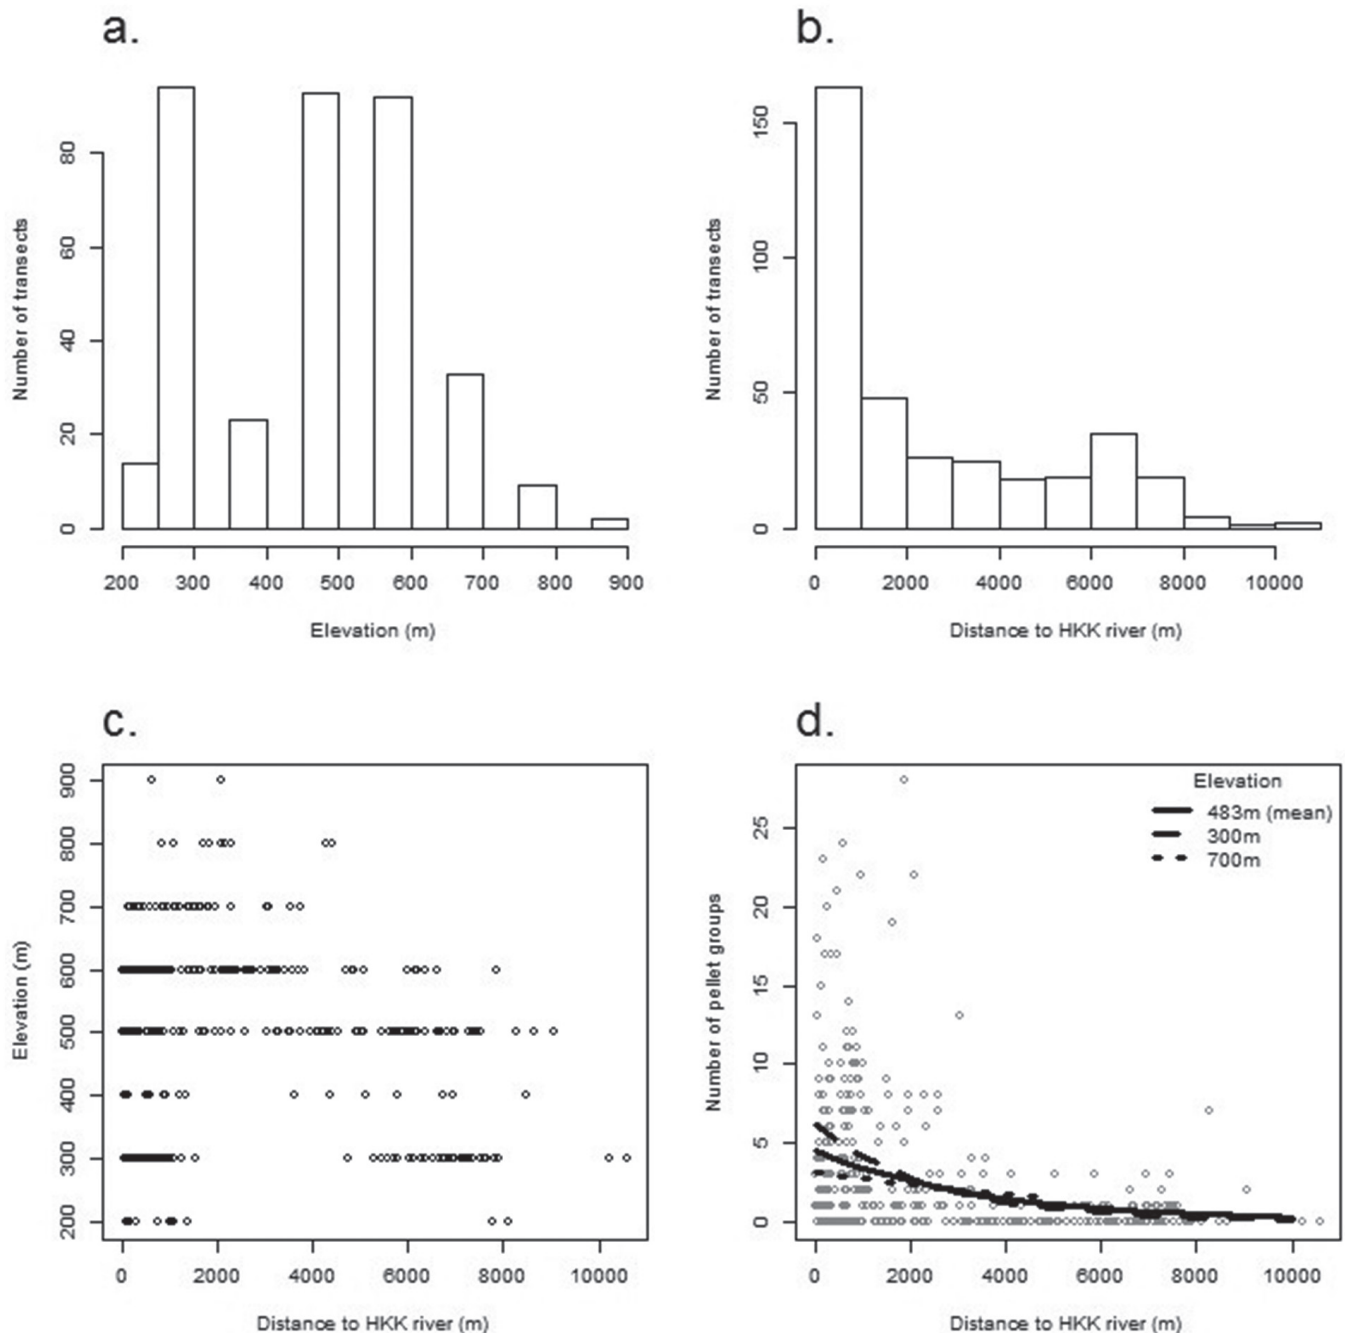 a.
Number of transects
80
60
40
20
0
200 300 400 500 600 700 800 900
Elevation (m)
b.
Number of transects
150
100
50
0
0 2000 4000 6000 8000 10000
Distance to HKK river (m)
c.
Elevation (m)
900
800
700
600
500
400
300
200
0 2000 4000 6000 8000 10000
Distance to HKK river (m)
d.
Number of pellet groups
25
20
15
10
5
0
Elevation
483m (mean)
300m
700m
0 2000 4000 6000 8000 10000
Distance to HKK river (m)